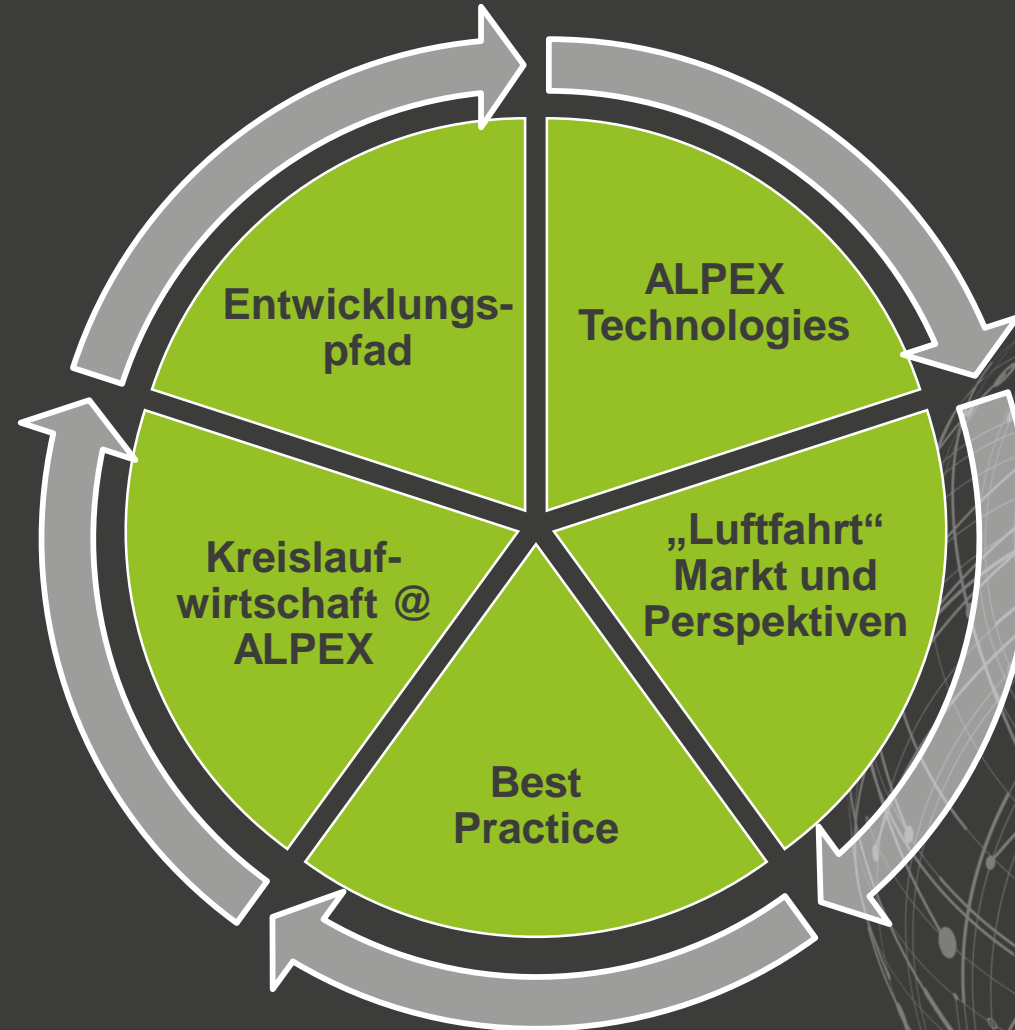 ALPEX
Technologies
„Luftfahrt“
Markt und
Perspektiven
Best
Practice
Kreislauf-
wirtschaft @
ALPEX
Entwicklungs-
pfad